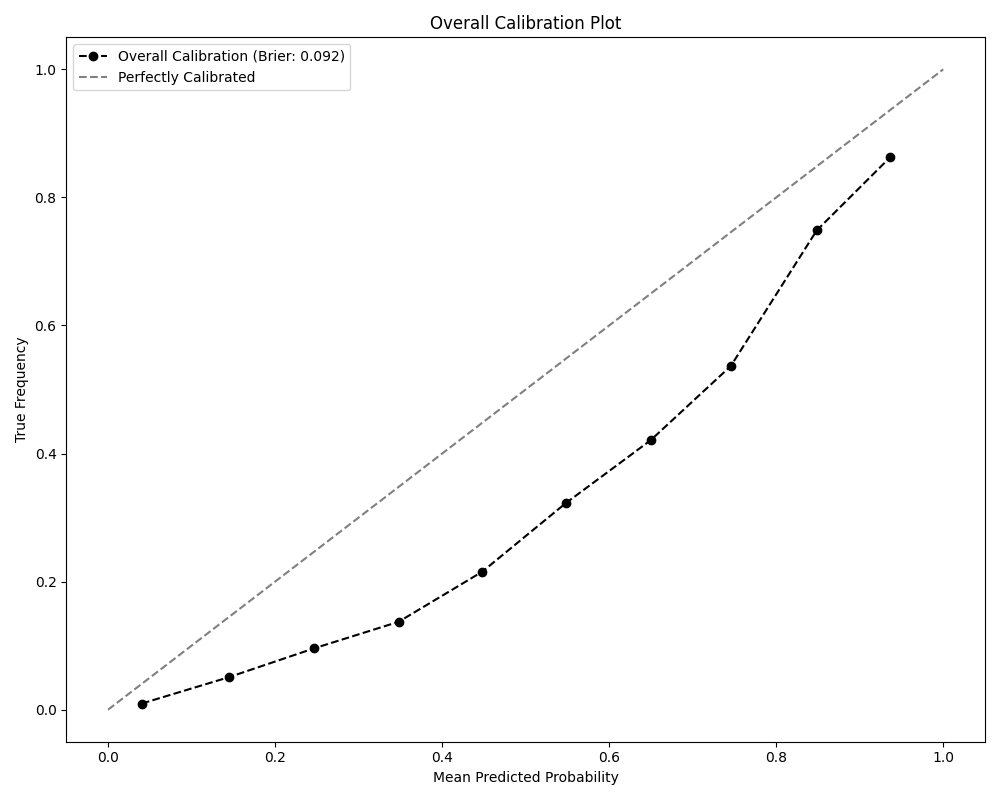 Overall Calibration Plot
Overall Calibration (Brier: 0.092)
Perfectly Calibrated
1.0
0.8
0.6
0.4
0.2
0.0
True Frequency
0.0 0.2 0.4 0.6 0.8 1.0
Mean Predicted Probability